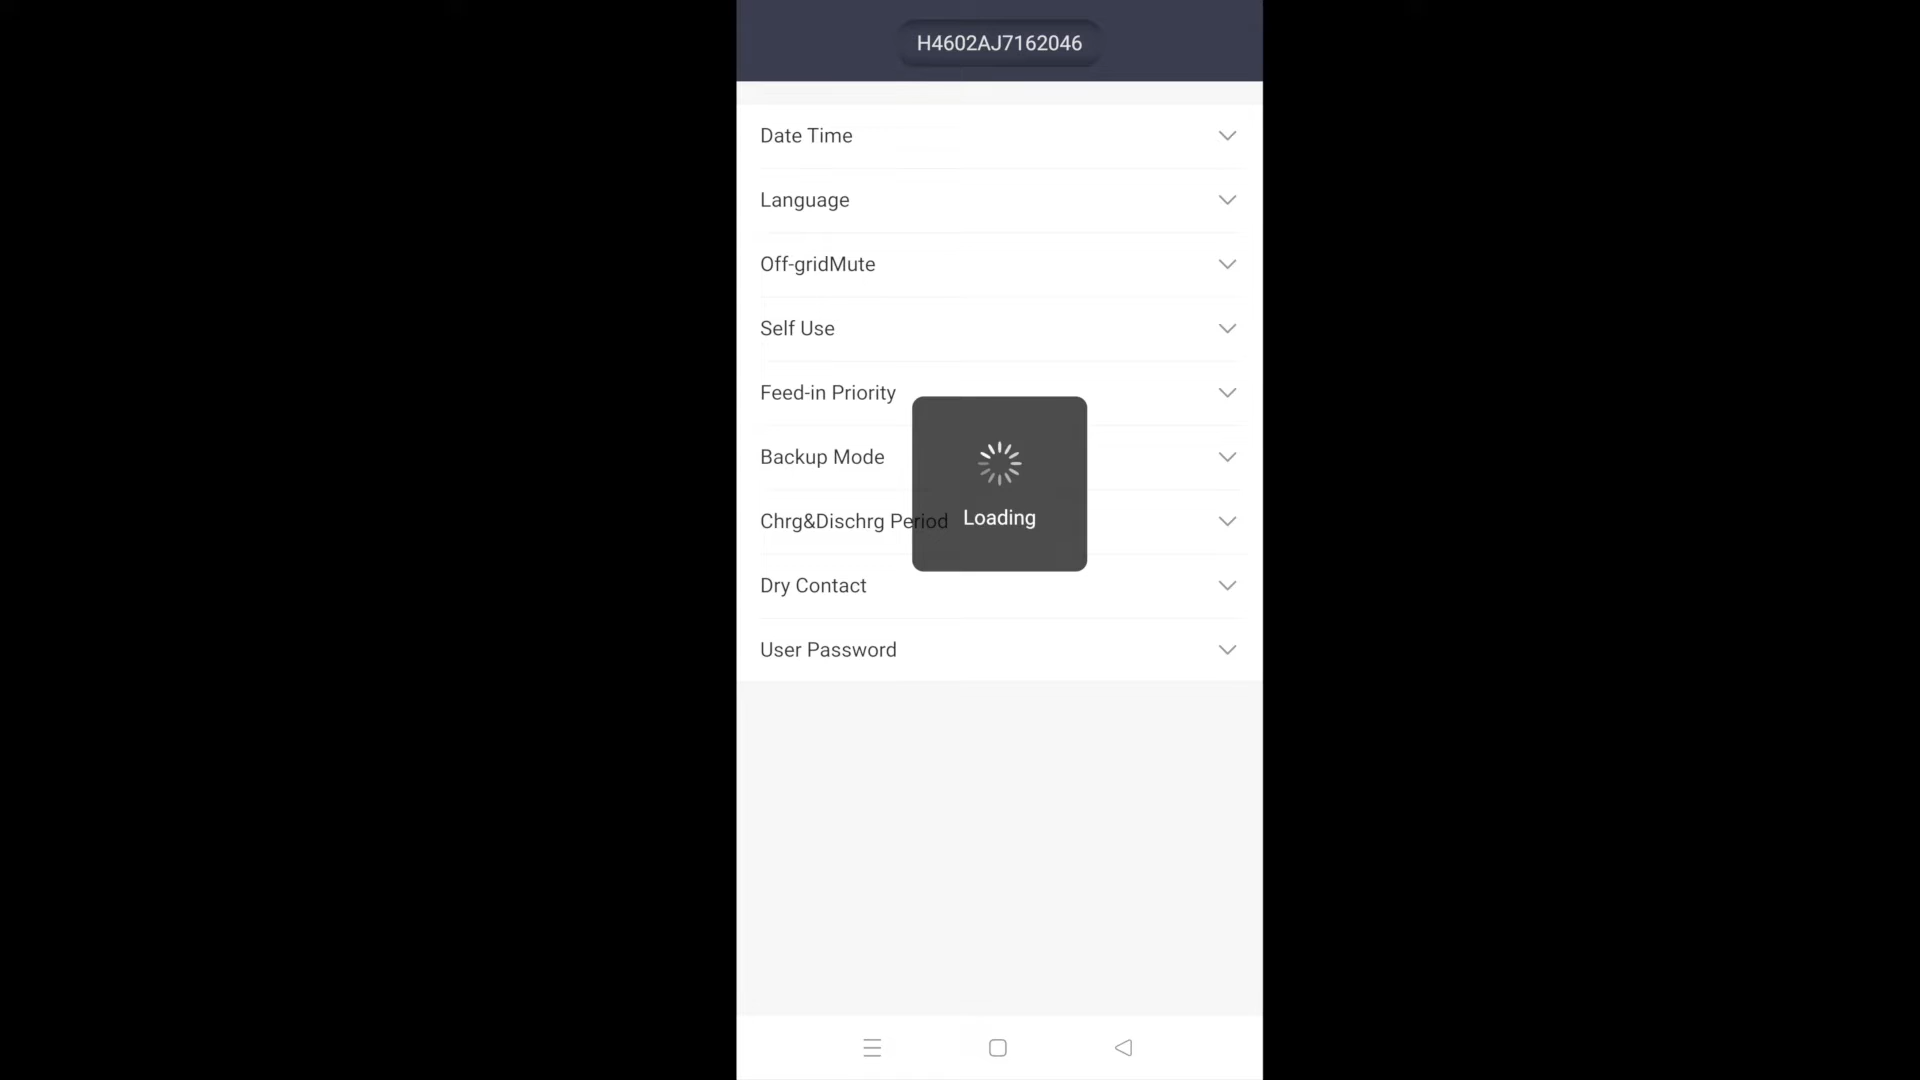 H4602AJ7162046
Date Time
Language
Off-gridMute
Self Use
Feed-in Priority
Backup Mode
Chrg&Dischrg Period
Loading
Dry Contact
User Password